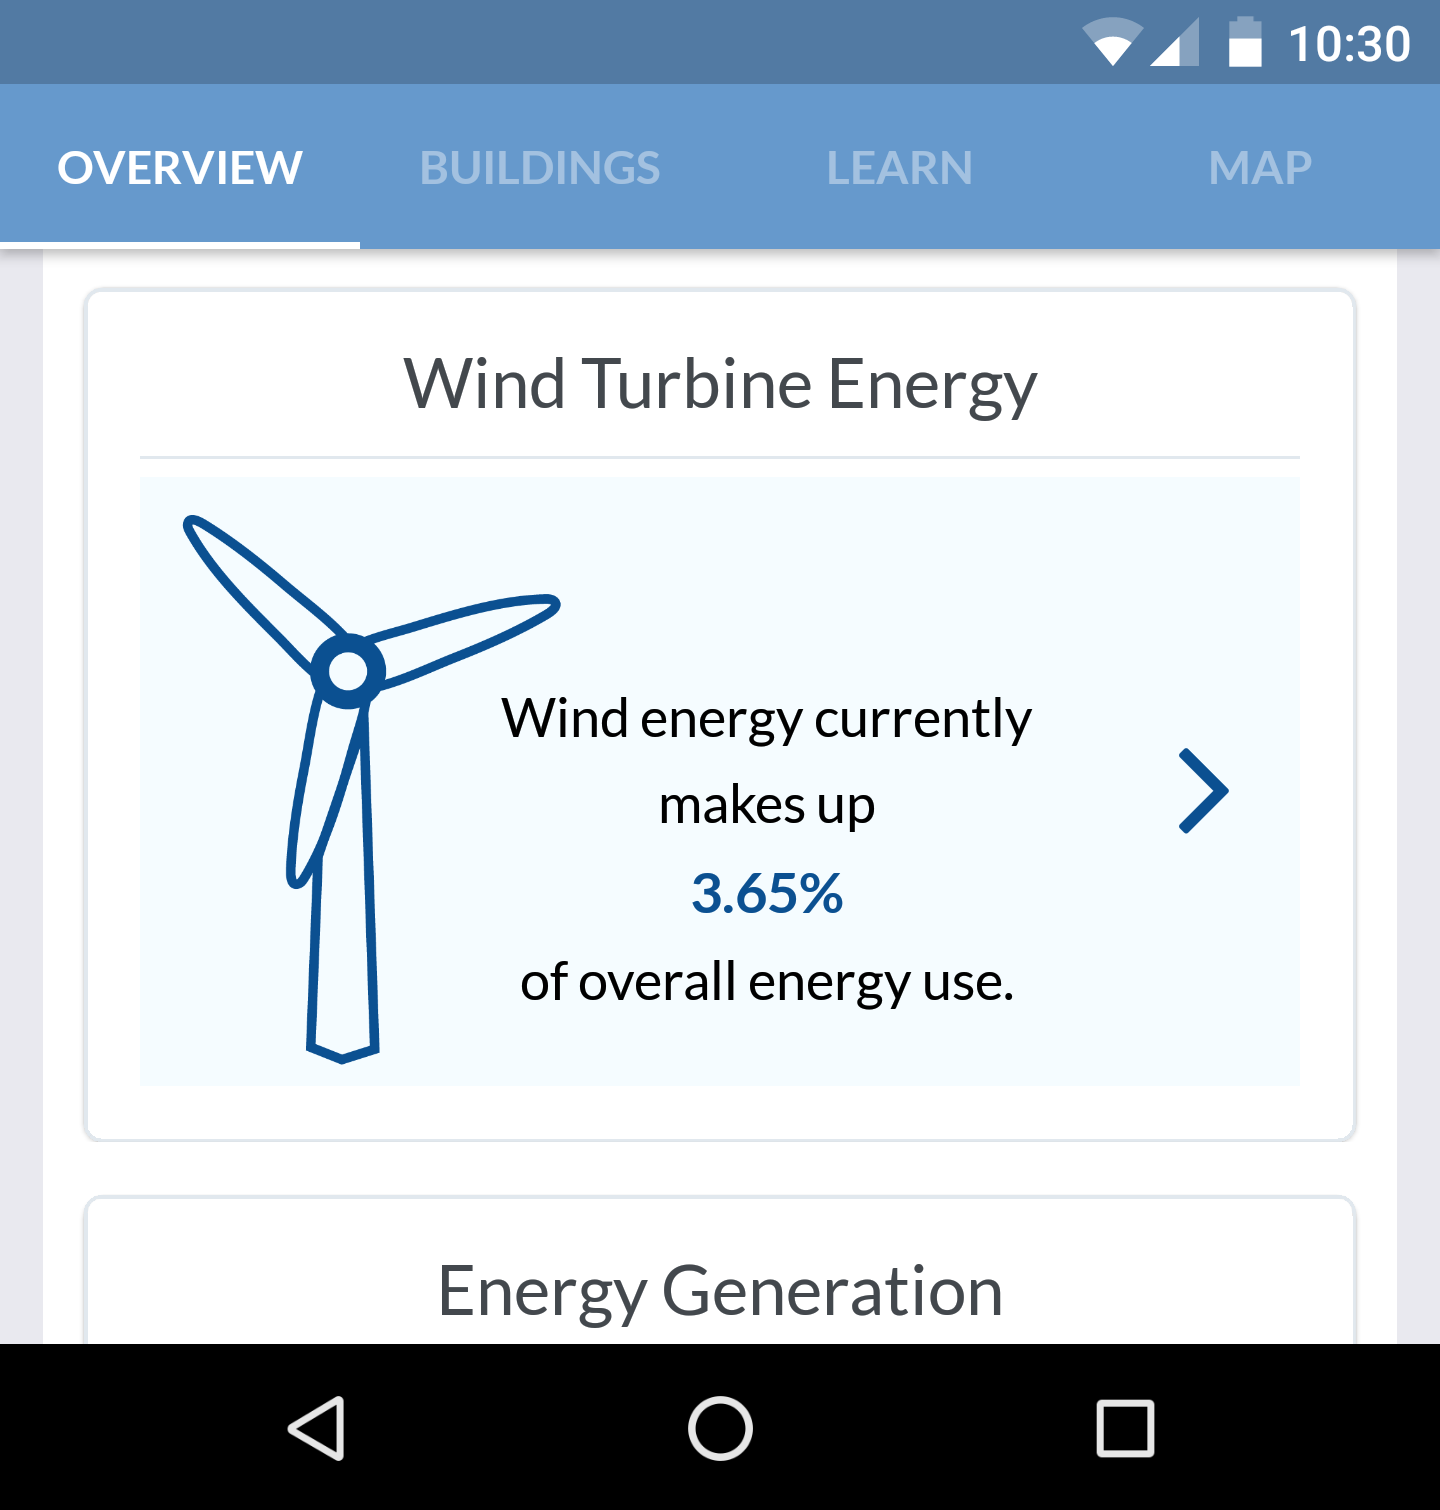 10:30
OVERVIEW BUILDINGS LEARN MAP
Wind Turbine Energy
Wind energy currently
makes up
3.65%
of overall energy use.
Energy Generation